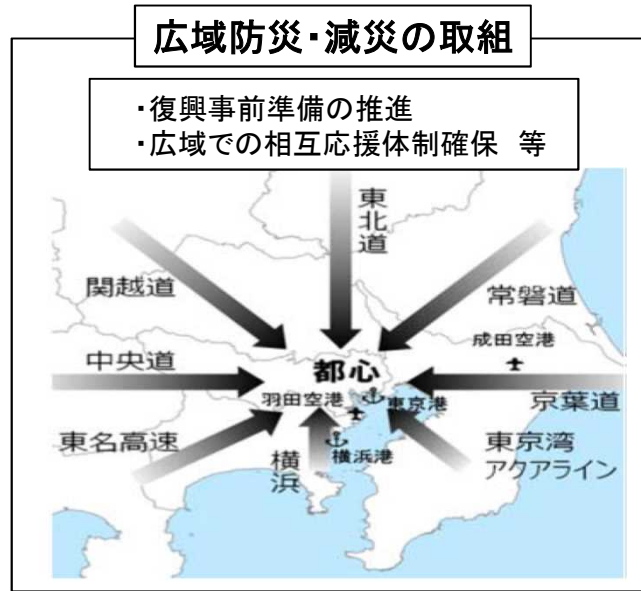 広域防災・減災の取組
・復興事前準備の推進
・広域での相互応援体制確保　等
東北道
関越道
常磐道
成田空港
中央道
都心
羽田空港
東京港
京葉道
東名高速
横浜
横浜港
東京湾
アクアライン